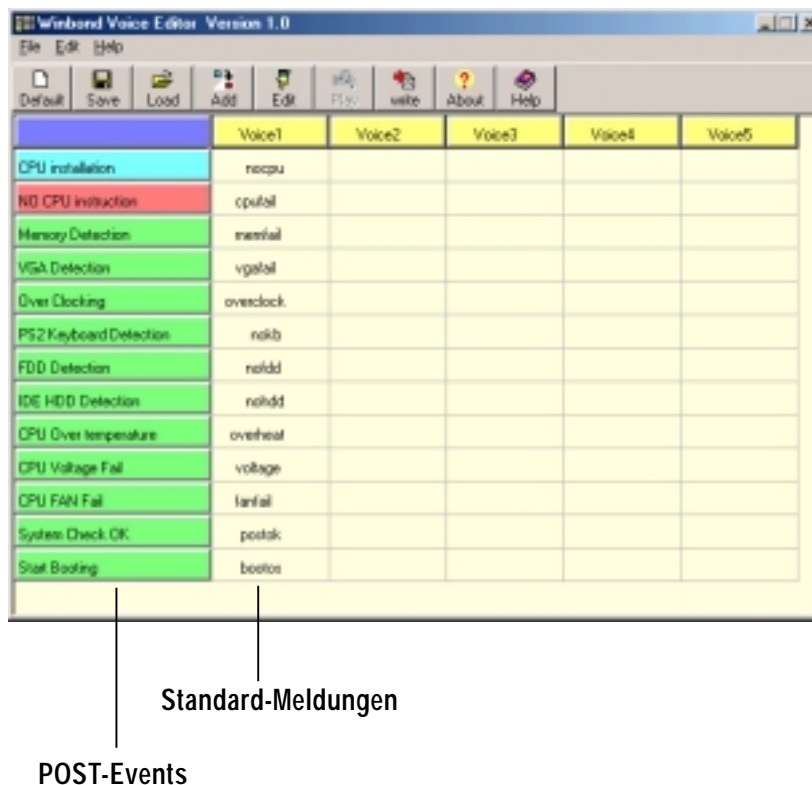 Winbond Voice Editor Version 1.0
File Edit Help
Default Save Load Add Edit Play write About Help
Voice1 Voice2 Voice3 Voice4 Voice5
CPU installation nocpu
NO CPU instruction cpufail
Memory Detection memfail
VGA Detection vgafail
Over Clocking overclock
PS2 Keyboard Detection nokb
FDD Detection nofdd
IDE HDD Detection nohdd
CPU Over temperature overheat
CPU Voltage Fail voltage
CPU FAN Fail fanfail
System Check OK postok
Start Booting bootos
Standard-Meldungen
POST-Events